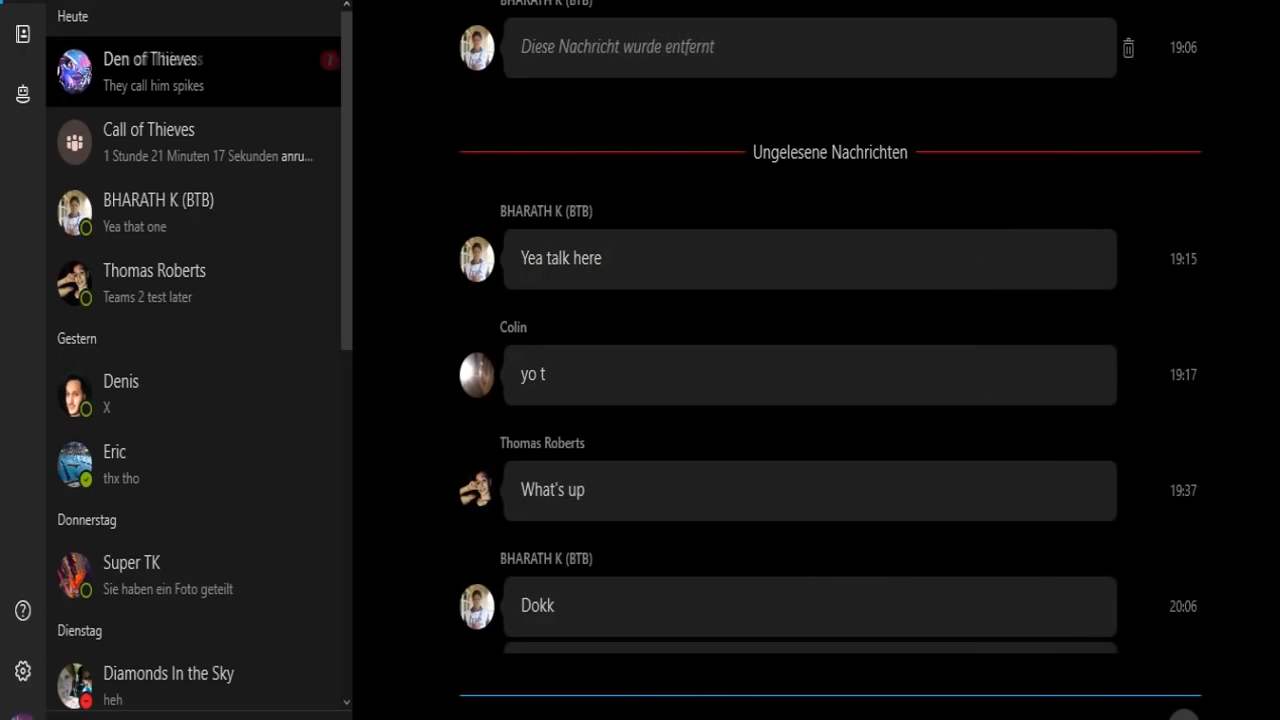 Heute
Den of Thieves
They call him spikes
Call of Thieves
1 Stunde 21 Minuten 17 Sekunden anru...
BHARATH K (BTB)
Yea that one
Thomas Roberts
Teams 2 test later
Gestern
Denis
X
Eric
thx tho
Donnerstag
Super TK
Sie haben ein Foto geteilt
Dienstag
Diamonds In the Sky
heh
BHARATH K (BTB)
Diese Nachricht wurde entfernt
19:06
Ungelesene Nachrichten
BHARATH K (BTB)
Yea talk here
19:15
Colin
yo t
19:17
Thomas Roberts
What's up
19:37
BHARATH K (BTB)
Dokk
20:06